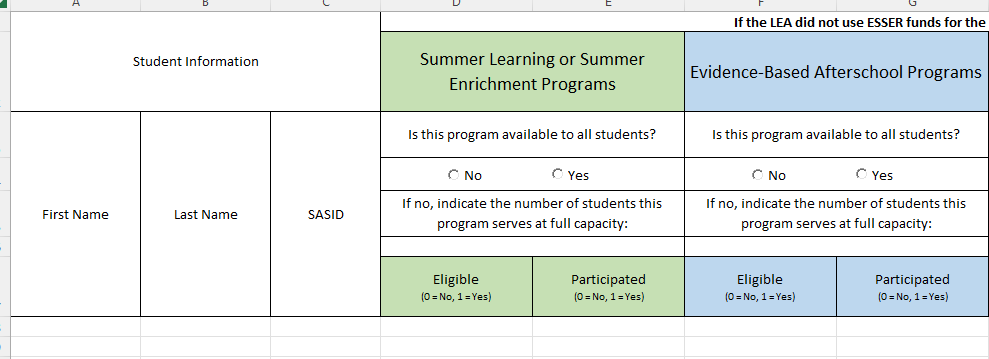 A B C D E F G
If the LEA did not use ESSER funds for the
Student Information
Summer Learning or Summer
Enrichment Programs
Evidence-Based Afterschool Programs
Is this program available to all students?
Is this program available to all students?
No Yes
No Yes
If no, indicate the number of students this
program serves at full capacity:
If no, indicate the number of students this
program serves at full capacity:
First Name
Last Name
SASID
Eligible
(0 = No, 1 = Yes)
Participated
(0 = No, 1 = Yes)
Eligible
(0 = No, 1 = Yes)
Participated
(0 = No, 1 = Yes)